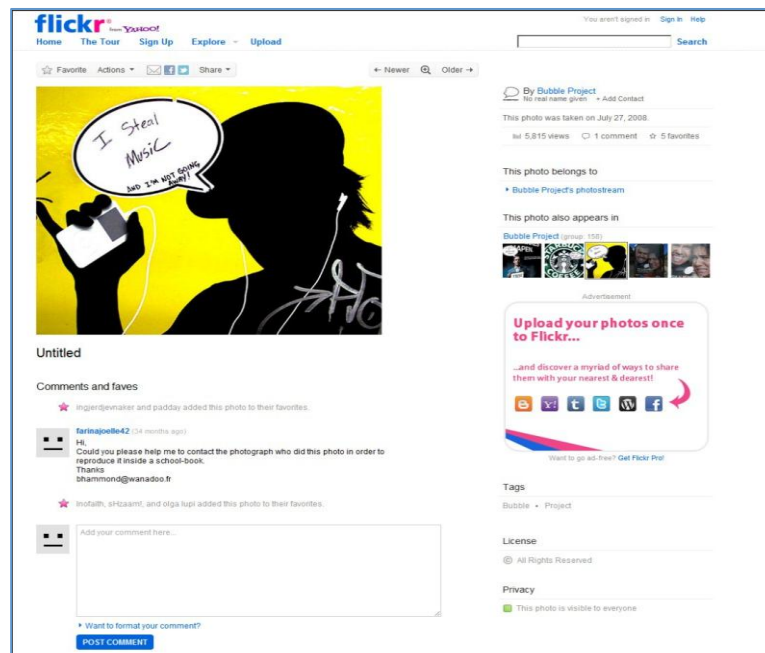 flickr from YAHOO!
You aren't signed in Sign In Help
Home The Tour Sign Up Explore Upload
Search
Favorite Actions Share
← Newer Older →
I Steal
Music
AND I'M NOT GOING
AWAY!
By Bubble Project
No real name given + Add Contact
This photo was taken on July 27, 2008.
5,815 views 1 comment 5 favorites
This photo belongs to
Bubble Project's photostream
This photo also appears in
Bubble Project (group 150)
Advertisement
Upload your photos once
to Flickr...
...and discover a myriad of ways to share
them with your nearest & dearest!
Want to go ad-free? Get Flickr Pro!
Untitled
Comments and faves
ingjerdjevnaker and padday added this photo to their favorites.
farinajoelle42 (34 months ago)
Hi,
Could you please help me to contact the photograph who did this photo in order to
reproduce it inside a school-book.
Thanks
bhammond@wanadoo.fr
Inofaith, sHzaam!, and olga.lupi added this photo to their favorites.
Add your comment here...
Want to format your comment?
POST COMMENT
Tags
Bubble • Project
License
© All Rights Reserved
Privacy
This photo is visible to everyone